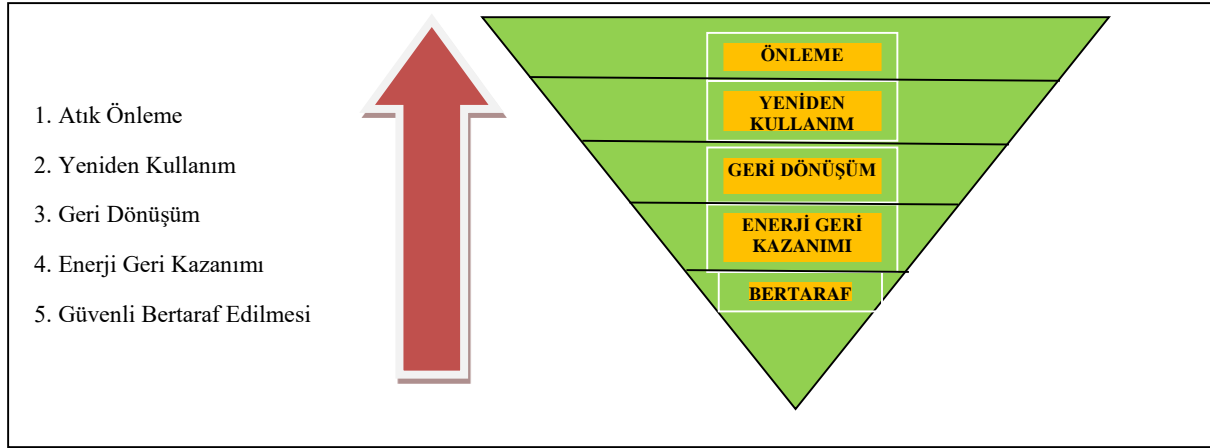 1. Atık Önleme
2. Yeniden Kullanım
3. Geri Dönüşüm
4. Enerji Geri Kazanımı
5. Güvenli Bertaraf Edilmesi
ÖNLEME
YENİDEN
KULLANIM
GERİ DÖNÜŞÜM
ENERJİ GERİ
KAZANIMI
BERTARAF